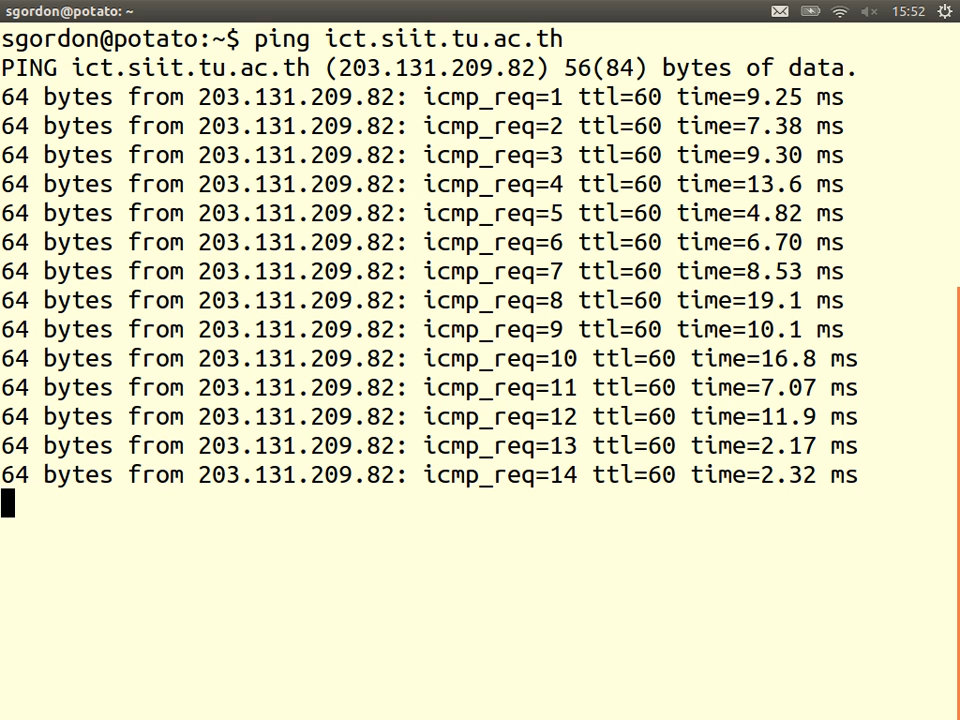 sgordon@potato: ~ 15:52
sgordon@potato:~$ ping ict.siit.tu.ac.th
PING ict.siit.tu.ac.th (203.131.209.82) 56(84) bytes of data.
64 bytes from 203.131.209.82: icmp_req=1 ttl=60 time=9.25 ms
64 bytes from 203.131.209.82: icmp_req=2 ttl=60 time=7.38 ms
64 bytes from 203.131.209.82: icmp_req=3 ttl=60 time=9.30 ms
64 bytes from 203.131.209.82: icmp_req=4 ttl=60 time=13.6 ms
64 bytes from 203.131.209.82: icmp_req=5 ttl=60 time=4.82 ms
64 bytes from 203.131.209.82: icmp_req=6 ttl=60 time=6.70 ms
64 bytes from 203.131.209.82: icmp_req=7 ttl=60 time=8.53 ms
64 bytes from 203.131.209.82: icmp_req=8 ttl=60 time=19.1 ms
64 bytes from 203.131.209.82: icmp_req=9 ttl=60 time=10.1 ms
64 bytes from 203.131.209.82: icmp_req=10 ttl=60 time=16.8 ms
64 bytes from 203.131.209.82: icmp_req=11 ttl=60 time=7.07 ms
64 bytes from 203.131.209.82: icmp_req=12 ttl=60 time=11.9 ms
64 bytes from 203.131.209.82: icmp_req=13 ttl=60 time=2.17 ms
64 bytes from 203.131.209.82: icmp_req=14 ttl=60 time=2.32 ms